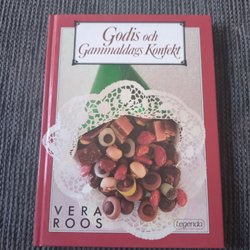 Godis och
Gammaldags Konfekt
VERA
ROOS
Legenda